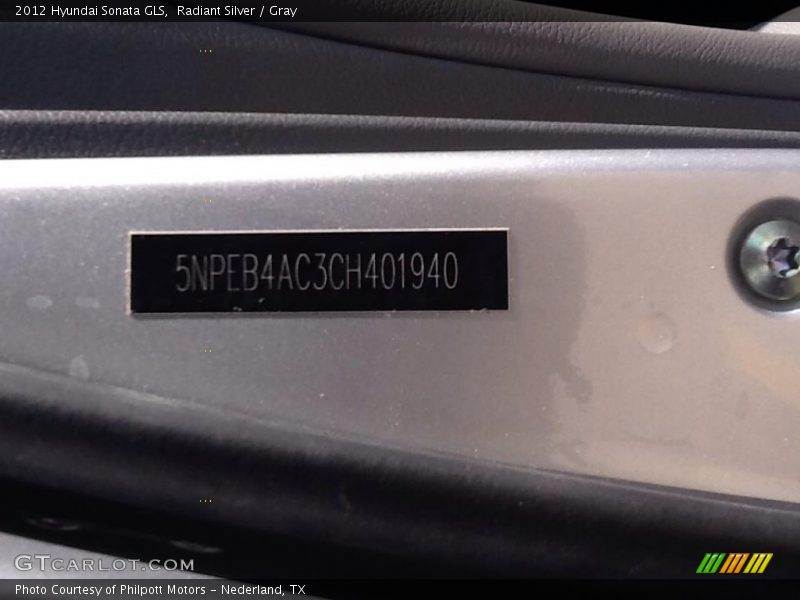 2012 Hyundai Sonata GLS,  Radiant Silver / Gray
5NPEB4AC3CH401940
GTCARLOT.COM
Photo Courtesy of Philpott Motors - Nederland, TX